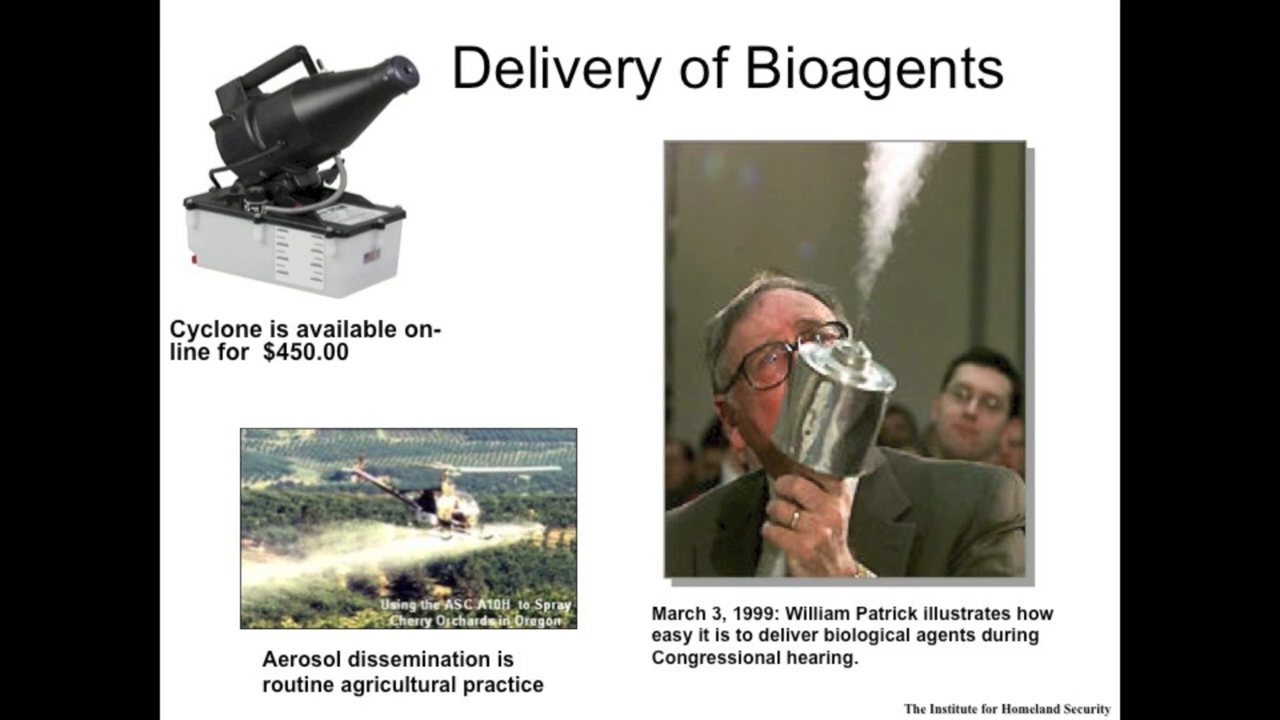 Delivery of Bioagents
Cyclone is available on-
line for $450.00
Using the ASC A10H to Spray
Cherry Orchards in Oregon
Aerosol dissemination is
routine agricultural practice
March 3, 1999: William Patrick illustrates how
easy it is to deliver biological agents during
Congressional hearing.
The Institute for Homeland Security